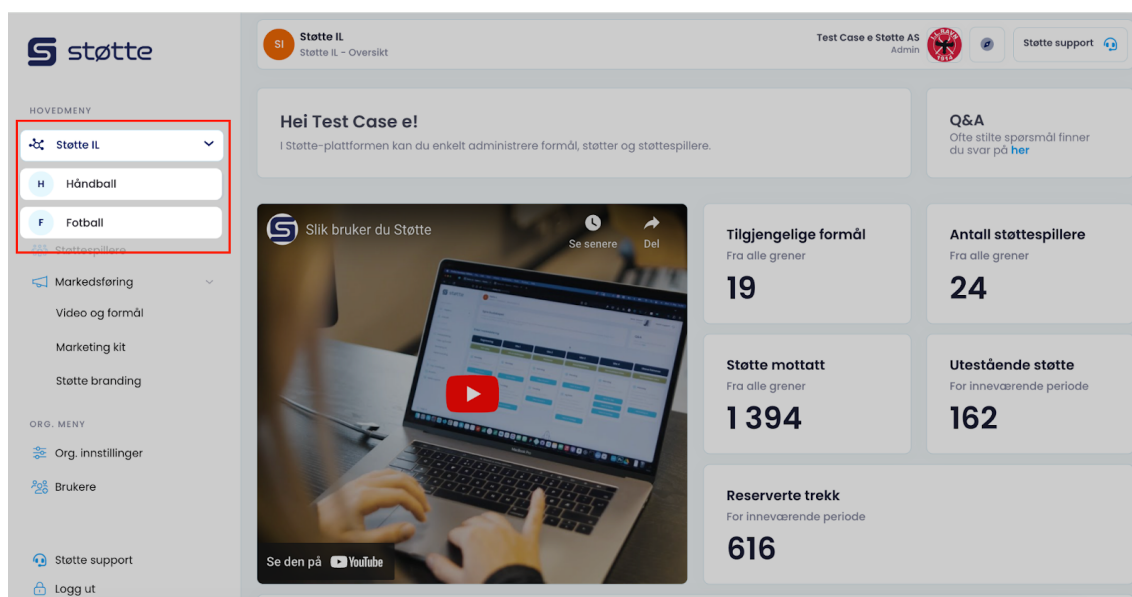 støtte
HOVEDMENY
Støtte IL
H Håndball
F Fotball
Støttespillere
Markedsføring
Video og formål
Marketing kit
Støtte branding
ORG. MENY
Org. innstillinger
Brukere
Støtte support
Logg ut
SI
Støtte IL
Støtte IL - Oversikt
Test Case e Støtte AS
Admin
I.L. RAVN
1914
Støtte support
Hei Test Case e!
I Støtte-plattformen kan du enkelt administrere formål, støtter og støttespillere.
Q&A
Ofte stilte spørsmål finner
du svar på her
Slik bruker du Støtte
Se senere
Del
Se den på YouTube
Tilgjengelige formål
Fra alle grener
19
Antall støttespillere
Fra alle grener
24
Støtte mottatt
Fra alle grener
1 394
Utestående støtte
For inneværende periode
162
Reserverte trekk
For inneværende periode
616